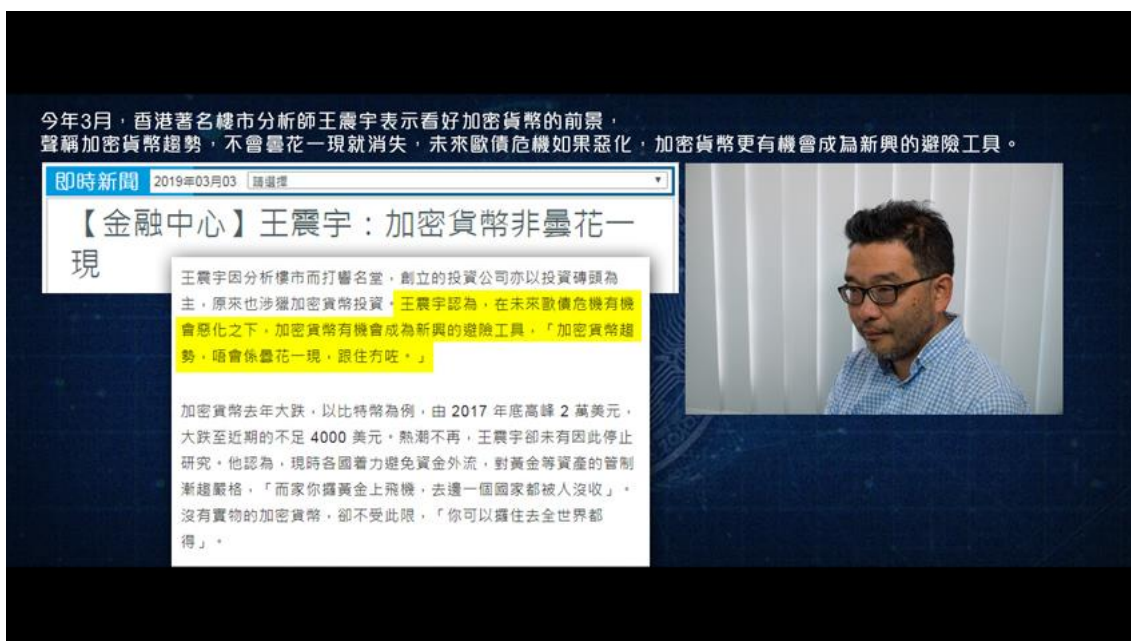 今年3月，香港著名樓市分析師王震宇表示看好加密貨幣的前景，
聲稱加密貨幣趨勢，不會曇花一現就消失，未來歐債危機如果惡化，加密貨幣更有機會成為新興的避險工具。
即時新聞 2019年03月03 請選擇
【金融中心】王震宇：加密貨幣非曇花一
現
王震宇因分析樓市而打響名堂，創立的投資公司亦以投資磚頭為
主，原來也涉獵加密貨幣投資。王震宇認為，在未來歐債危機有機
會惡化之下，加密貨幣有機會成為新興的避險工具，「加密貨幣趨
勢，唔會係曇花一現，跟住冇咗。」
加密貨幣去年大跌，以比特幣為例，由 2017 年底高峰 2 萬美元，
大跌至近期的不足 4000 美元。熱潮不再，王震宇卻未有因此停止
研究。他認為，現時各國着力避免資金外流，對黃金等資產的管制
漸趨嚴格，「而家你攞黃金上飛機，去邊一個國家都被人沒收」。
沒有實物的加密貨幣，卻不受此限，「你可以攞住去全世界都
得」。